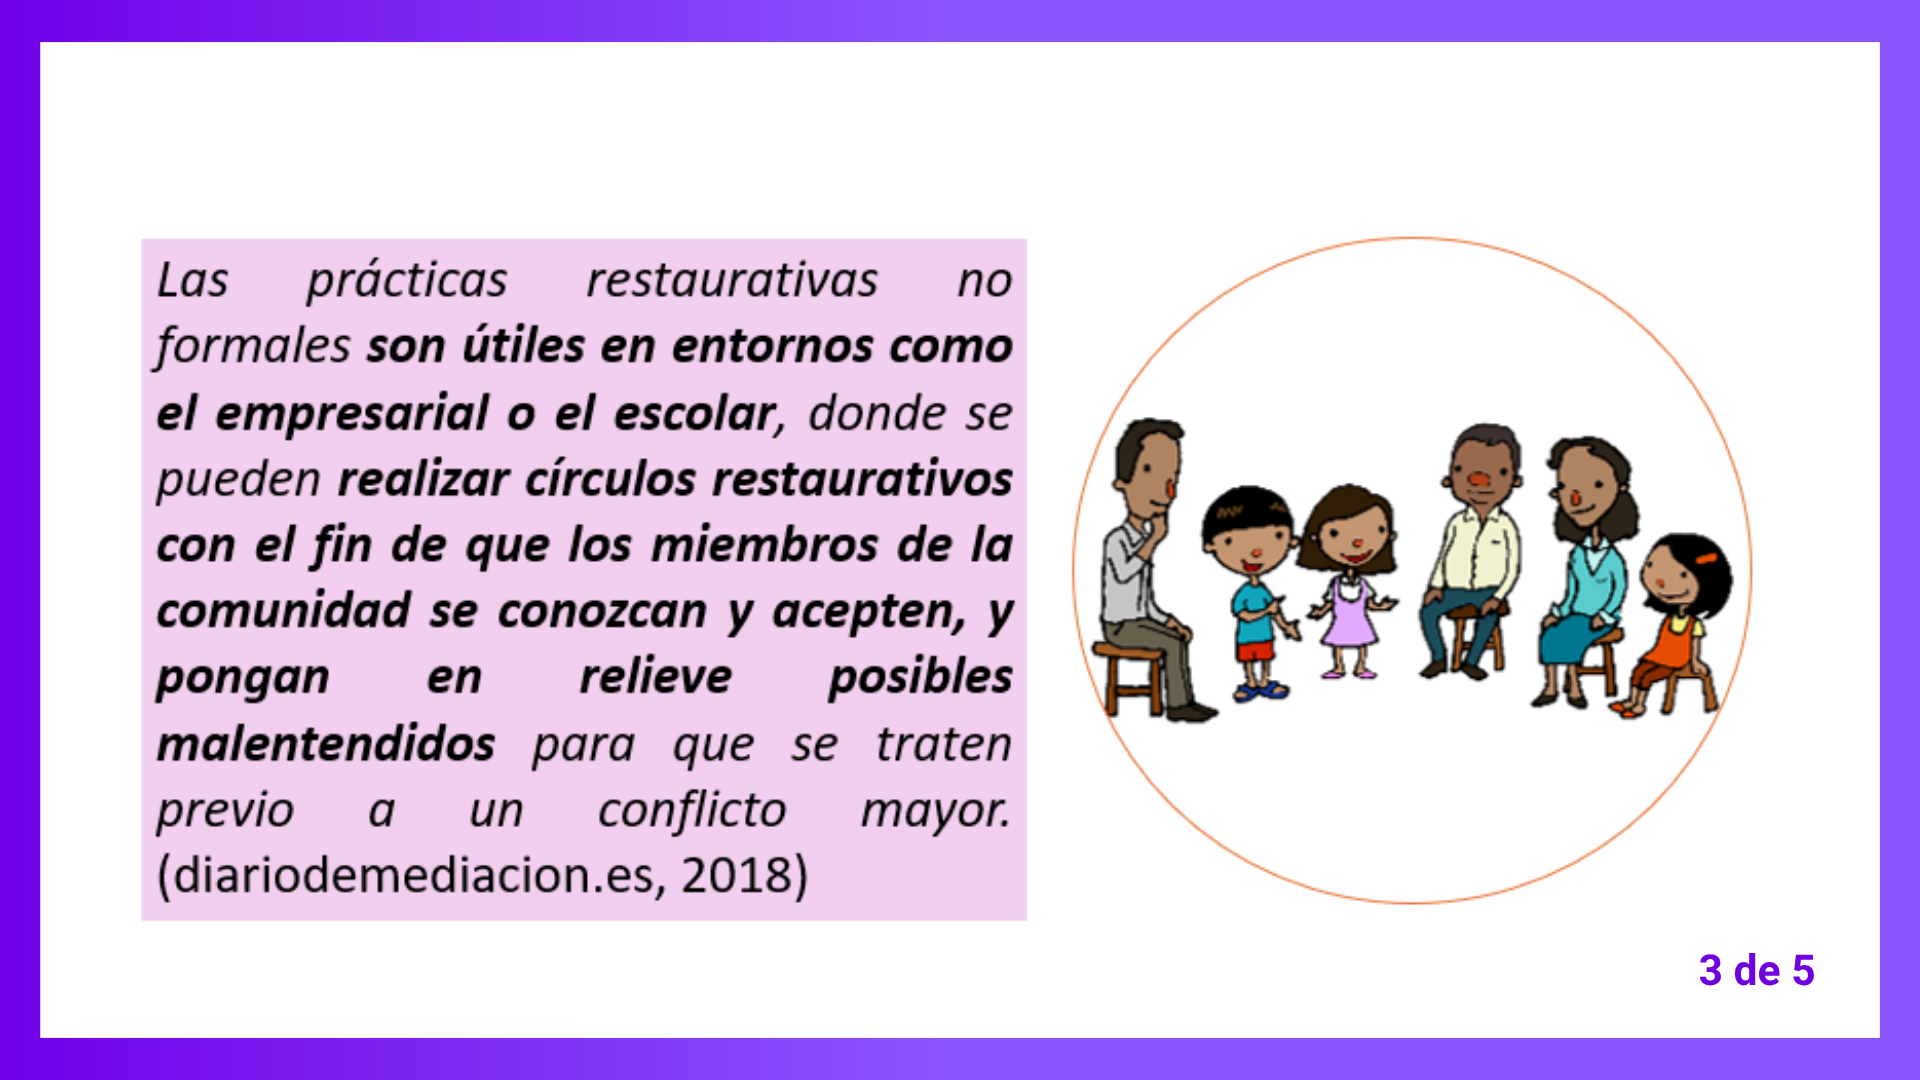 Las prácticas restaurativas no
formales son útiles en entornos como
el empresarial o el escolar, donde se
pueden realizar círculos restaurativos
con el fin de que los miembros de la
comunidad se conozcan y acepten, y
pongan en relieve posibles
malentendidos para que se traten
previo a un conflicto mayor.
(diariodemediacion.es, 2018)
3 de 5